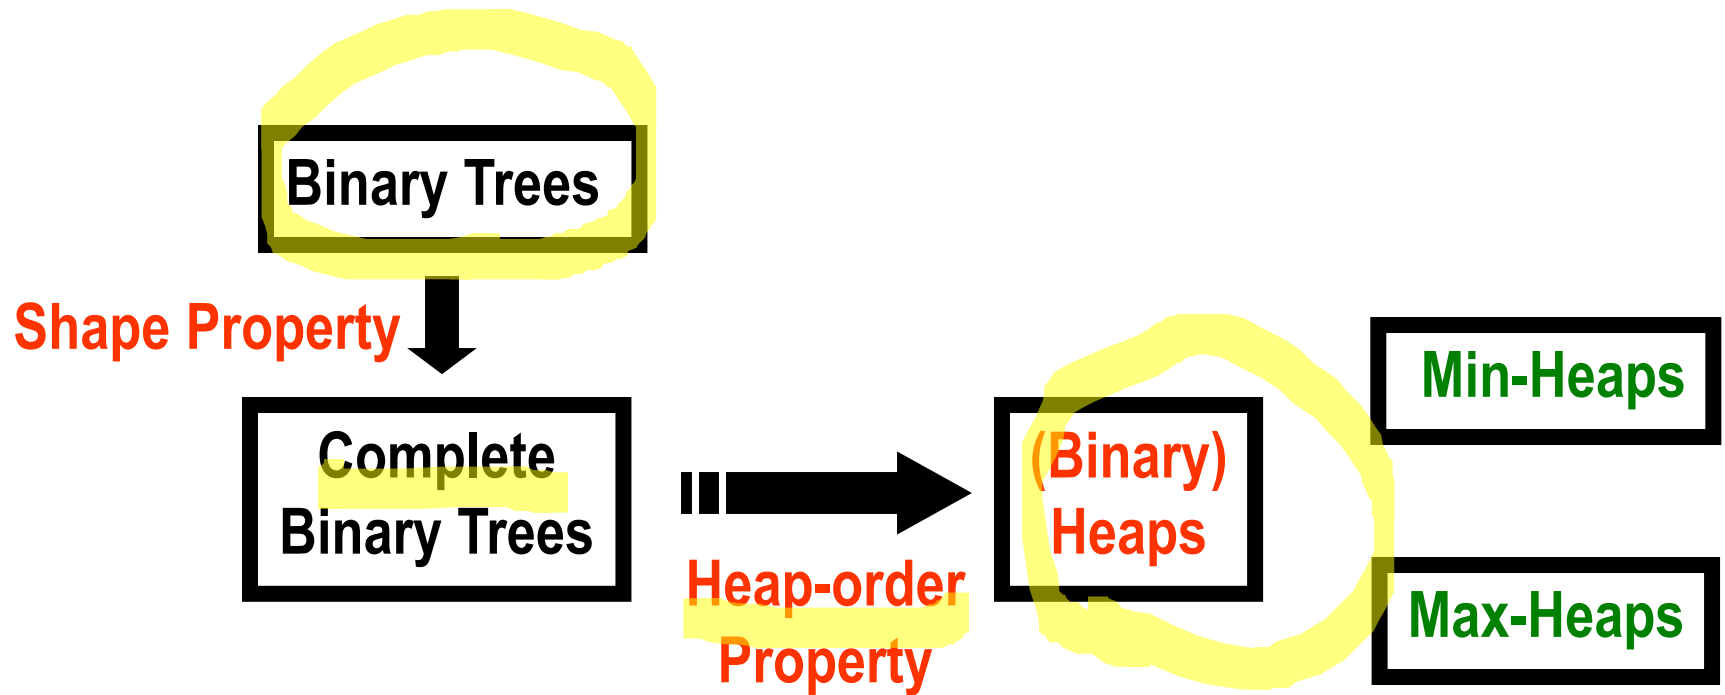 Binary Trees
Shape Property
Complete
Binary Trees
Heap-order
Property
(Binary)
Heaps
Min-Heaps
Max-Heaps